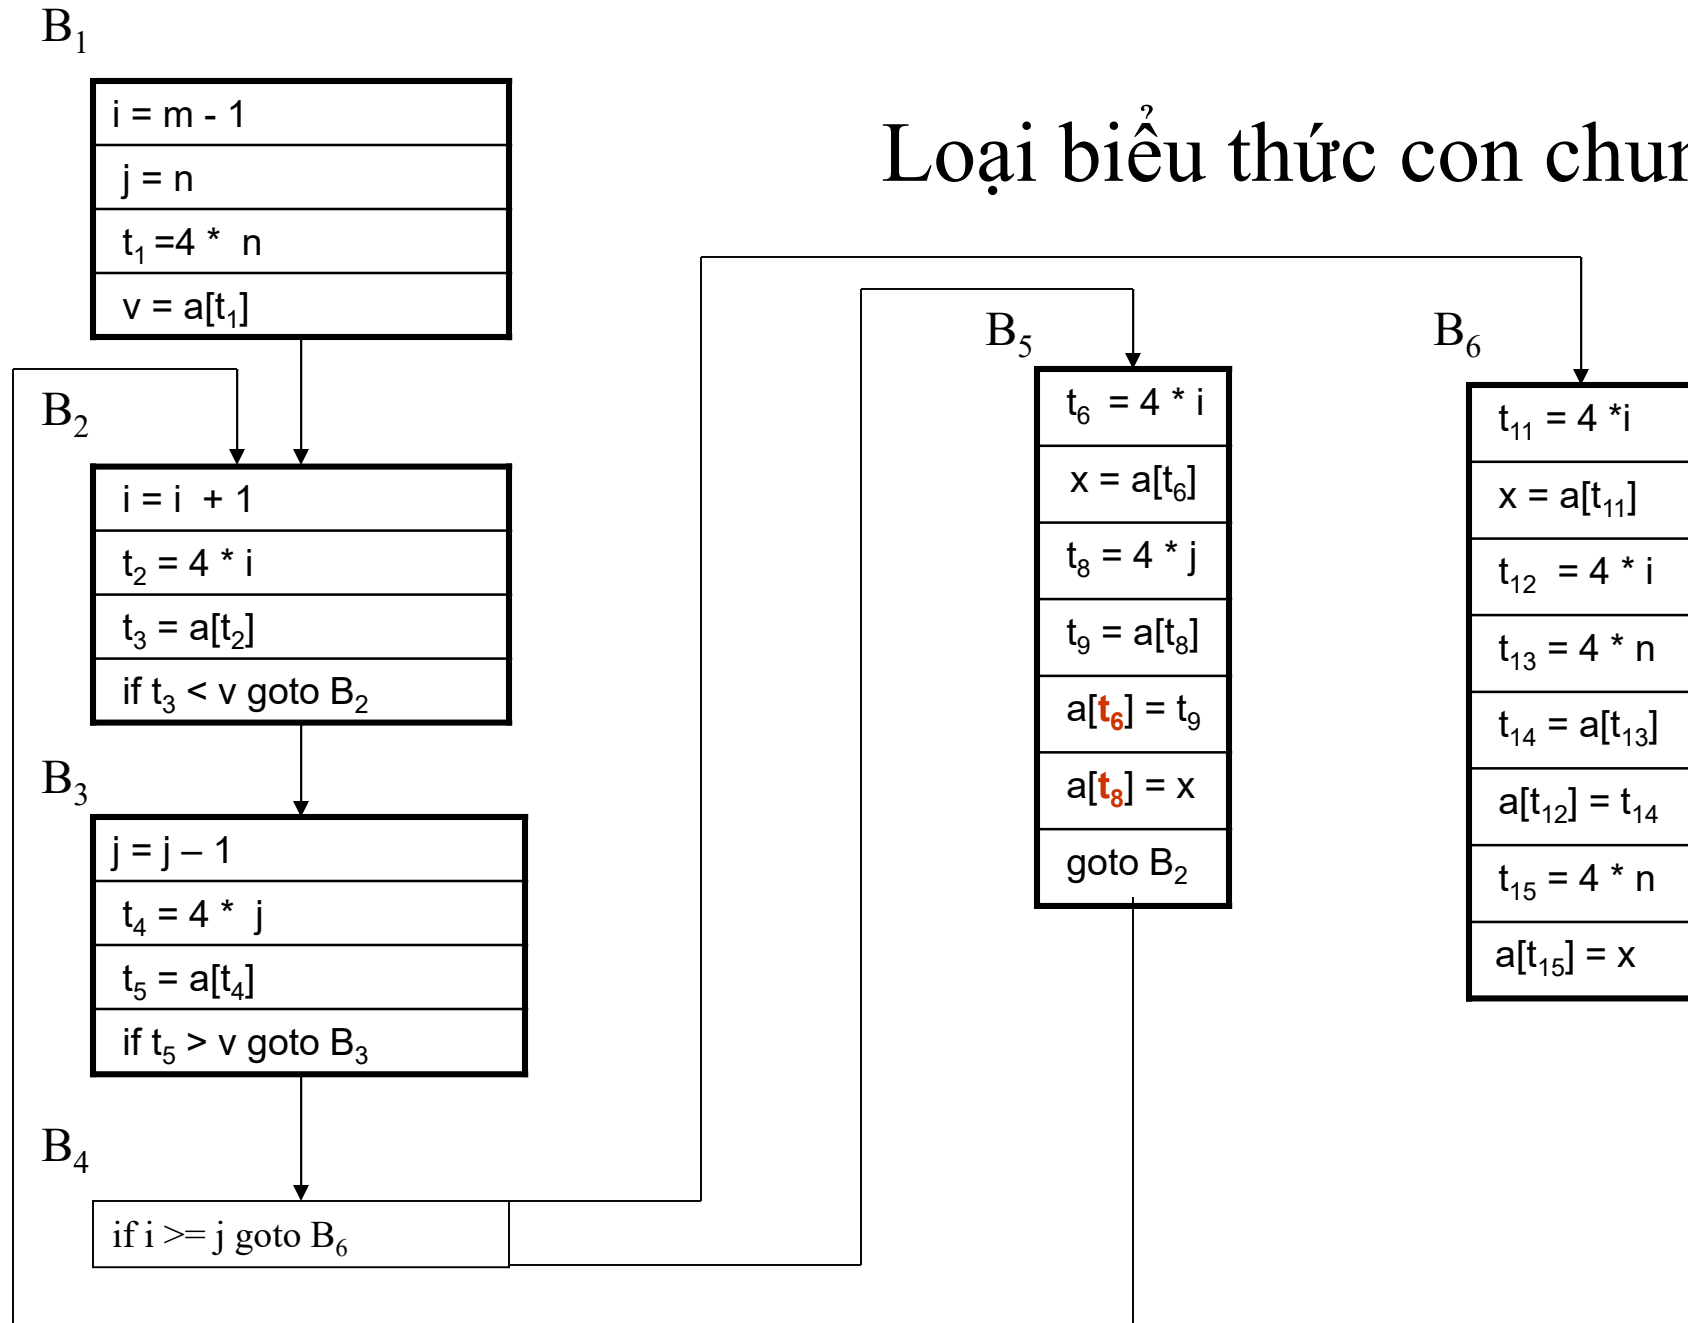 B₁
i = m - 1
j = n
t₁ =4 * n
v = a[t₁]
Loại biểu thức con
B₂
i = i + 1
t₂ = 4 * i
t₃ = a[t₂]
if t₃ < v goto B₂
B₃
j = j – 1
t₄ = 4 * j
t₅ = a[t₄]
if t₅ > v goto B₃
B₄
if i >= j goto B₆
B₅
t₆ = 4 * i
x = a[t₆]
t₈ = 4 * j
t₉ = a[t₈]
a[t₆] = t₉
a[t₈] = x
goto B₂
B₆
t₁₁ = 4 *i
x = a[t₁₁]
t₁₂ = 4 * i
t₁₃ = 4 * n
t₁₄ = a[t₁₃]
a[t₁₂] = t₁₄
t₁₅ = 4 * n
a[t₁₅] = x